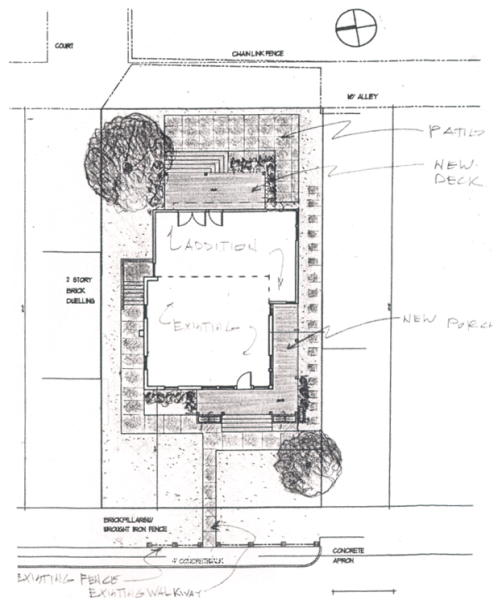 COURT
CHAIN LINK FENCE
10' ALLEY
PATIO
NEW
DECK
ADDITION
2 STORY
BRICK
DWELLING
EXISTING
NEW PORCH
BRICK PILLARING/
WROUGHT IRON FENCE
4' CONCRETE WALK
CONCRETE
APRON
EXISTING FENCE
EXISTING WALKWAY